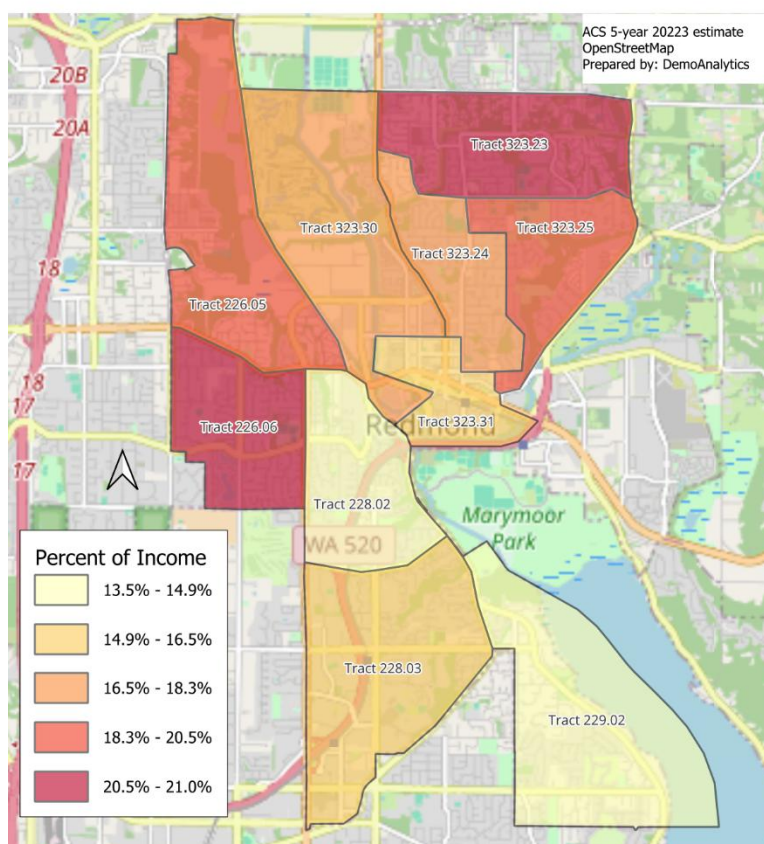 ACS 5-year 20223 estimate
OpenStreetMap
Prepared by: DemoAnalytics
20B
20A
Tract 323.23
Tract 323.30
Tract 323.25
Tract 323.24
18
Tract 226.05
18
17
Tract 323.31
Redmond
Tract 226.06
17
Tract 228.02
Marymoor
Park
WA 520
Percent of Income
13.5% - 14.9%
14.9% - 16.5%
16.5% - 18.3%
18.3% - 20.5%
20.5% - 21.0%
Tract 228.03
Tract 229.02